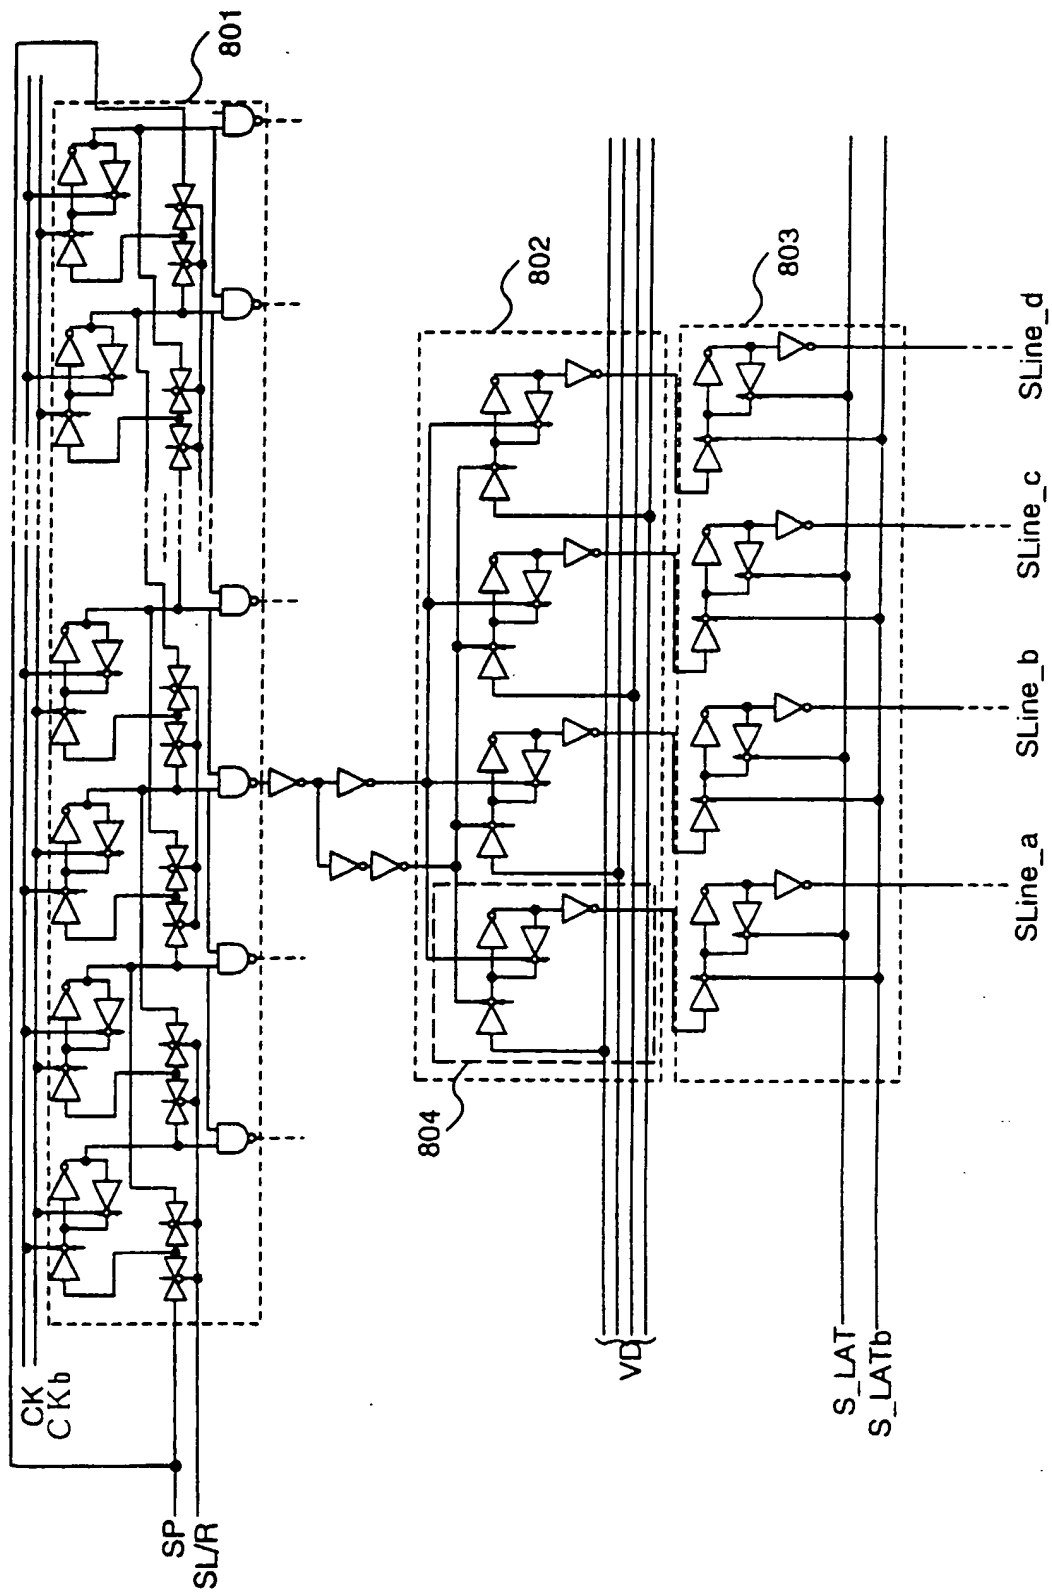 801
CK
CKb
SP
SL/R
802
804
VD
803
S_LAT
S_LATb
SLine_a
SLine_b
SLine_c
SLine_d